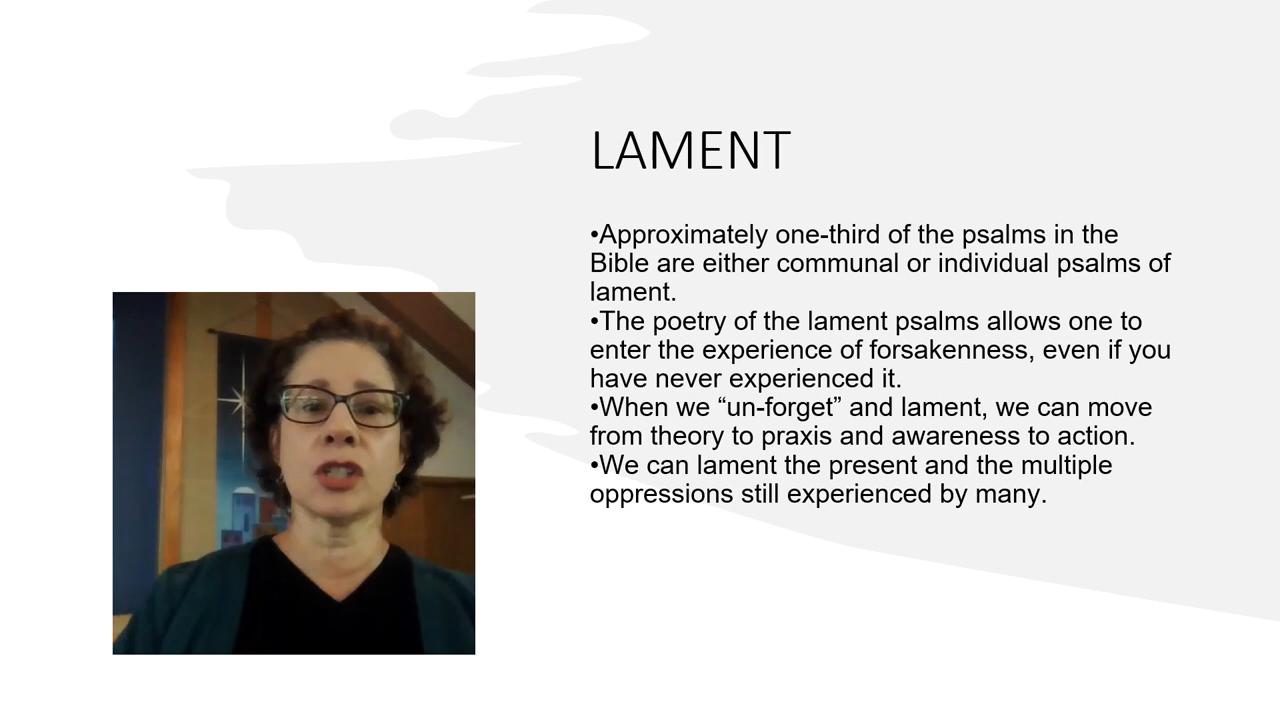 LAMENT
•Approximately one-third of the psalms in the
Bible are either communal or individual psalms of
lament.
•The poetry of the lament psalms allows one to
enter the experience of forsakenness, even if you
have never experienced it.
•When we “un-forget” and lament, we can move
from theory to praxis and awareness to action.
•We can lament the present and the multiple
oppressions still experienced by many.